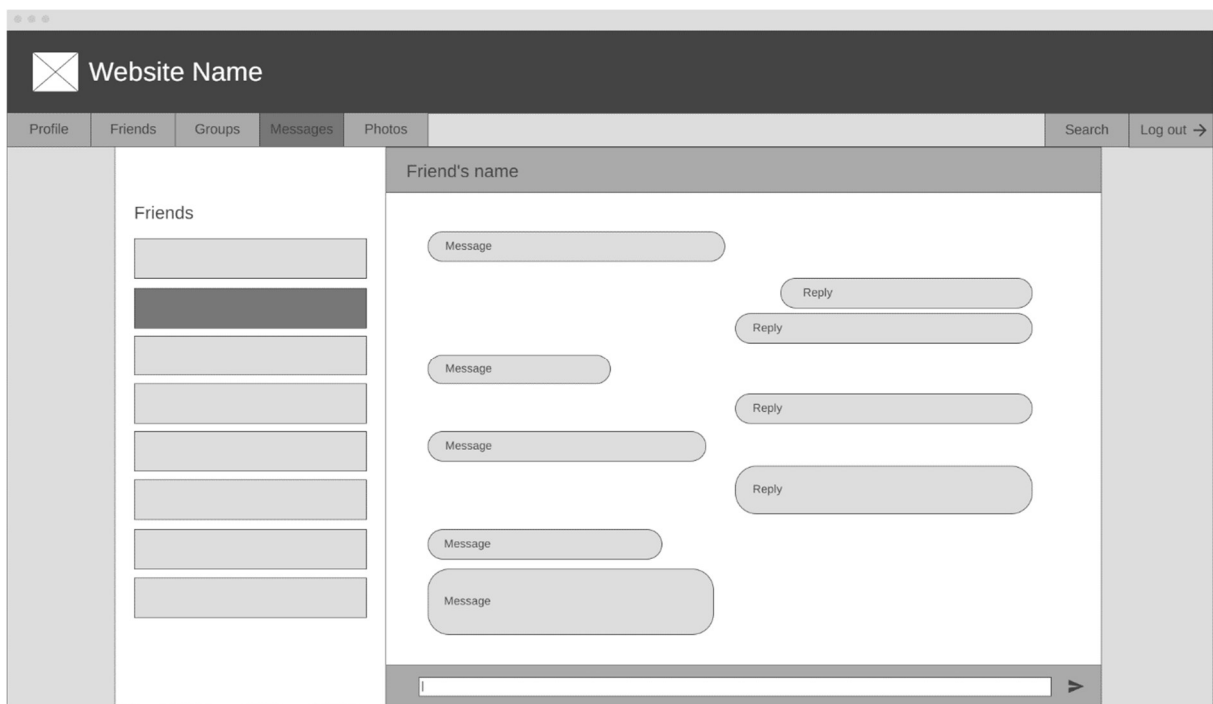 Website Name
Profile Friends Groups Messages Photos Search Log out
Friend's name
Friends
Message
Reply
Reply
Message
Reply
Message
Reply
Message
Message